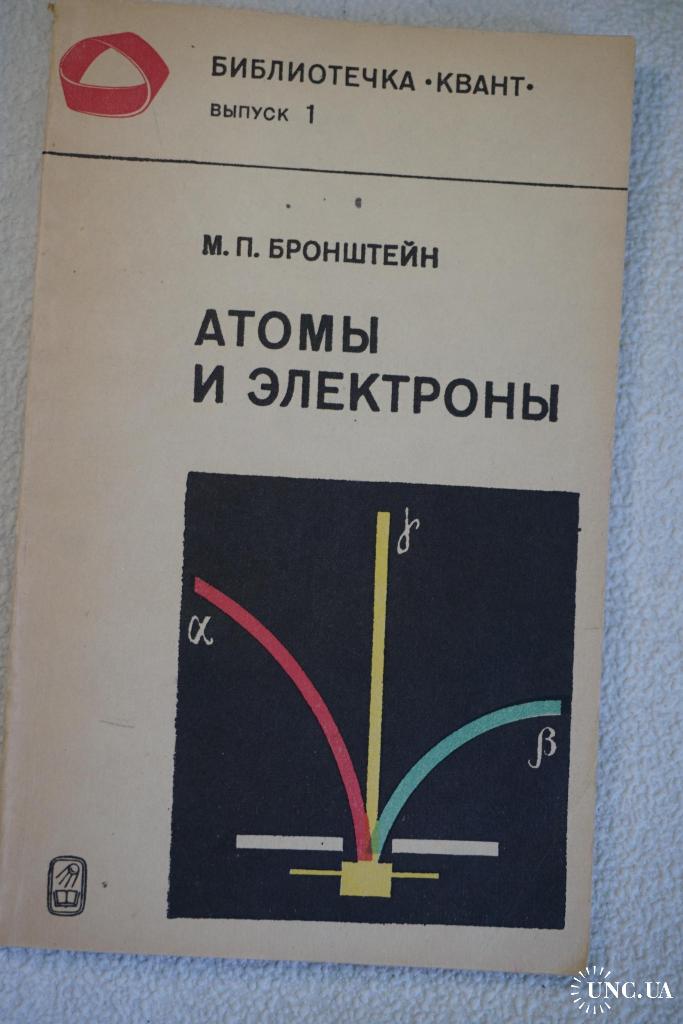 БИБЛИОТЕЧКА •КВАНТ•
ВЫПУСК 1
М. П. БРОНШТЕЙН
АТОМЫ
И ЭЛЕКТРОНЫ
γ
α
β
UNC.UA